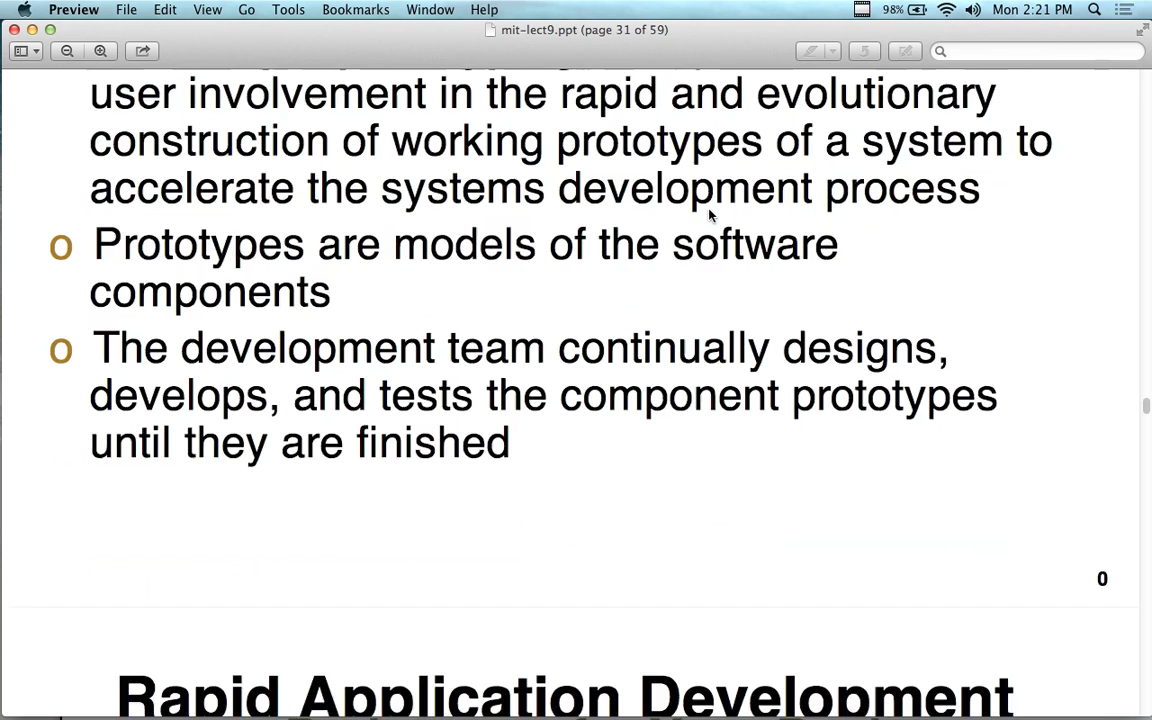 Preview File Edit View Go Tools Bookmarks Window Help 98% Mon 2:21 PM
mit-lect9.ppt (page 31 of 59)
user involvement in the rapid and evolutionary
construction of working prototypes of a system to
accelerate the systems development process
o Prototypes are models of the software
components
o The development team continually designs,
develops, and tests the component prototypes
until they are finished
0
Rapid Application Development